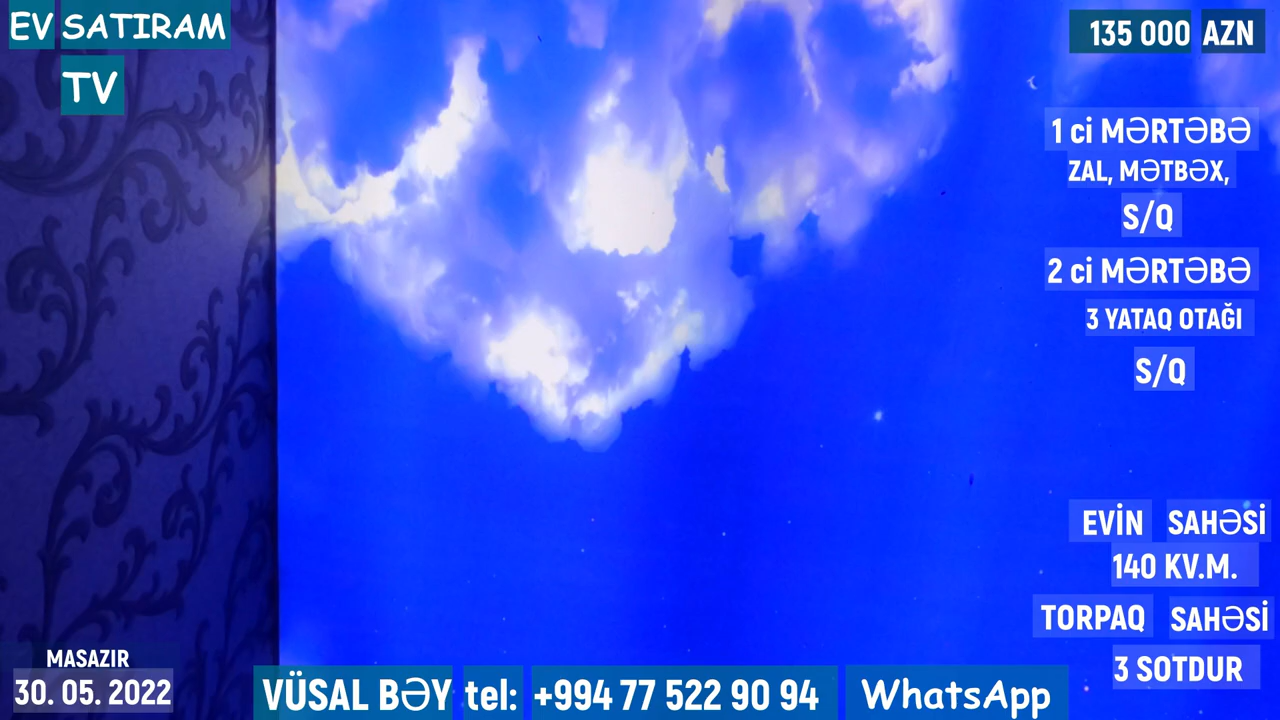 EV SATIRAM
TV
135 000 AZN
1 ci MƏRTƏBƏ
ZAL, MƏTBƏX,
S/Q
2 ci MƏRTƏBƏ
3 YATAQ OTAĞI
S/Q
EVİN SAHƏSİ
140 KV.M.
TORPAQ SAHƏSİ
3 SOTDUR
MASAZIR
30. 05. 2022
VÜSAL BƏY tel: +994 77 522 90 94 WhatsApp